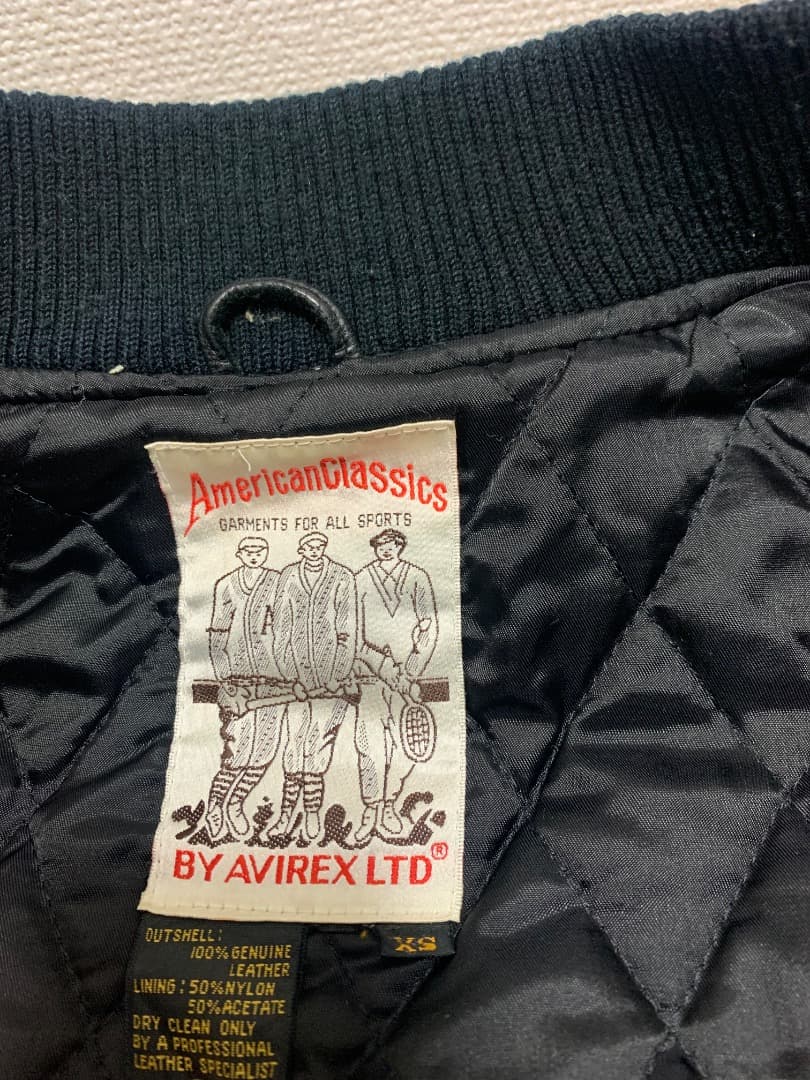 AmericanClassics
GARMENTS FOR ALL SPORTS
A
BY AVIREX LTD®
XS
OUTSHELL:
100% GENUINE
LEATHER
LINING: 50% NYLON
50% ACETATE
DRY CLEAN ONLY
BY A PROFESSIONAL
LEATHER SPECIALIST